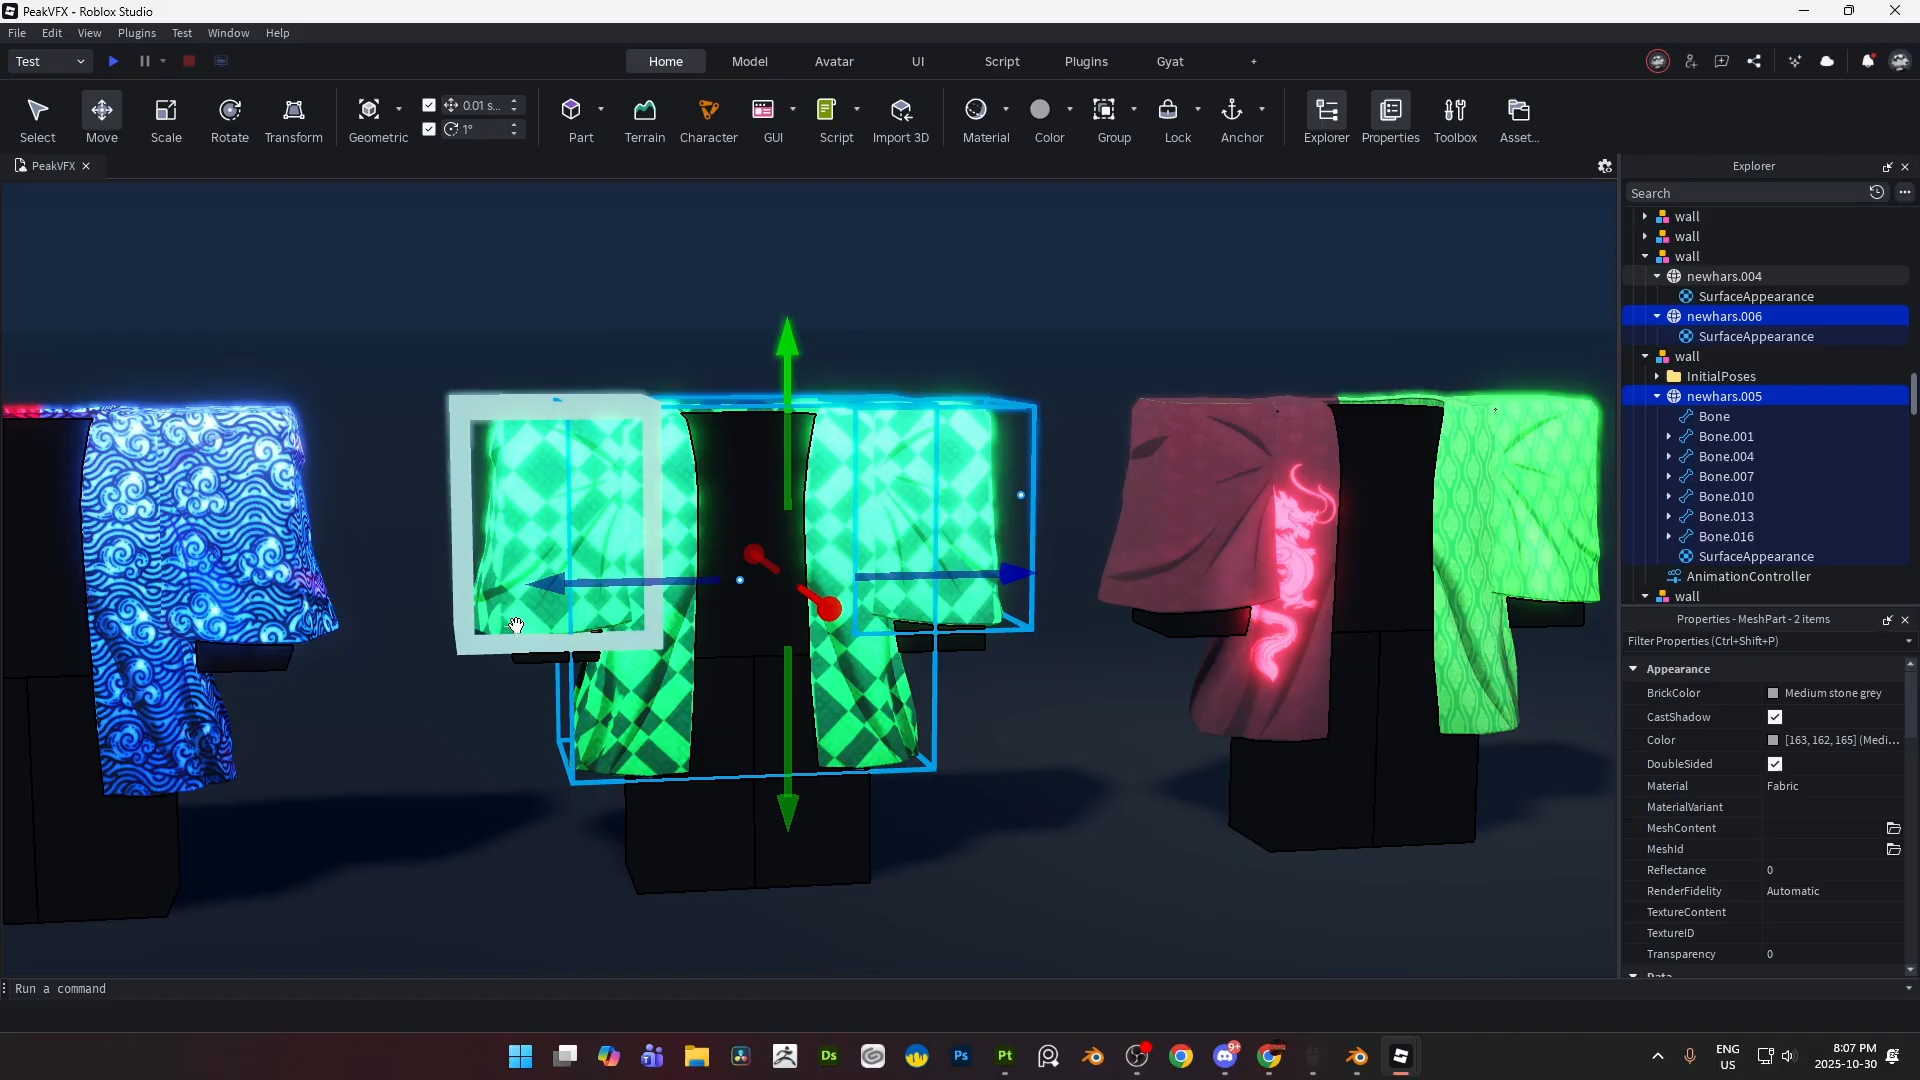 PeakVFX - Roblox Studio
File Edit View Plugins Test Window Help
Test Home Model Avatar UI Script Plugins Gyat +
Select Move Scale Rotate Transform Geometric 0.01 s... 1° Part Terrain Character GUI Script Import 3D Material Color Group Lock Anchor Explorer Properties Toolbox Asset...
PeakVFX
Explorer
Search
wall
wall
wall
newhars.004
SurfaceAppearance
newhars.006
SurfaceAppearance
wall
InitialPoses
newhars.005
Bone
Bone.001
Bone.004
Bone.007
Bone.010
Bone.013
Bone.016
SurfaceAppearance
AnimationController
wall
Properties - MeshPart - 2 items
Filter Properties (Ctrl+Shift+P)
Appearance
BrickColor Medium stone grey
CastShadow
Color [163, 162, 165] (Medi...
DoubleSided
Material Fabric
MaterialVariant
MeshContent
MeshId
Reflectance 0
RenderFidelity Automatic
TextureContent
TextureID
Transparency 0
Data
Run a command
Ds Ps Pt 9+
ENG
US
8:07 PM
2025-10-30